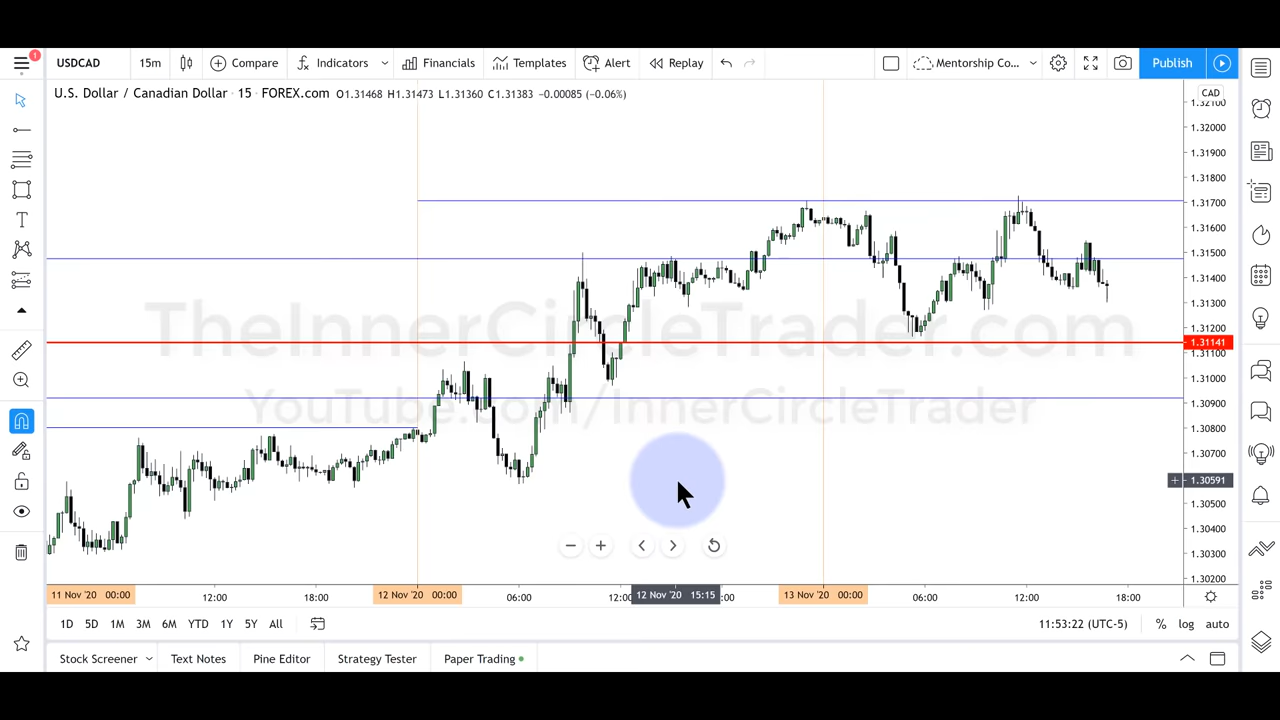 1
USDCAD 15m Compare Indicators Financials Templates Alert Replay Mentorship Co... Publish
U.S. Dollar / Canadian Dollar · 15 · FOREX.com O1.31468 H1.31473 L1.31360 C1.31383 −0.00085 (−0.06%)
CAD
1.32100
1.32000
1.31900
1.31800
1.31700
1.31600
1.31500
1.31400
1.31300
1.31200
1.31141
1.31100
1.31000
1.30900
1.30800
1.30700
1.30591
1.30500
1.30400
1.30300
1.30200
TheInnerCircleTrader.com
YouTube.com/InnerCircleTrader
11 Nov '20 00:00 12:00 18:00 12 Nov '20 00:00 06:00 12:00 12 Nov '20 15:15 :00 13 Nov '20 00:00 06:00 12:00 18:00
1D 5D 1M 3M 6M YTD 1Y 5Y All 11:53:22 (UTC-5) % log auto
Stock Screener Text Notes Pine Editor Strategy Tester Paper Trading